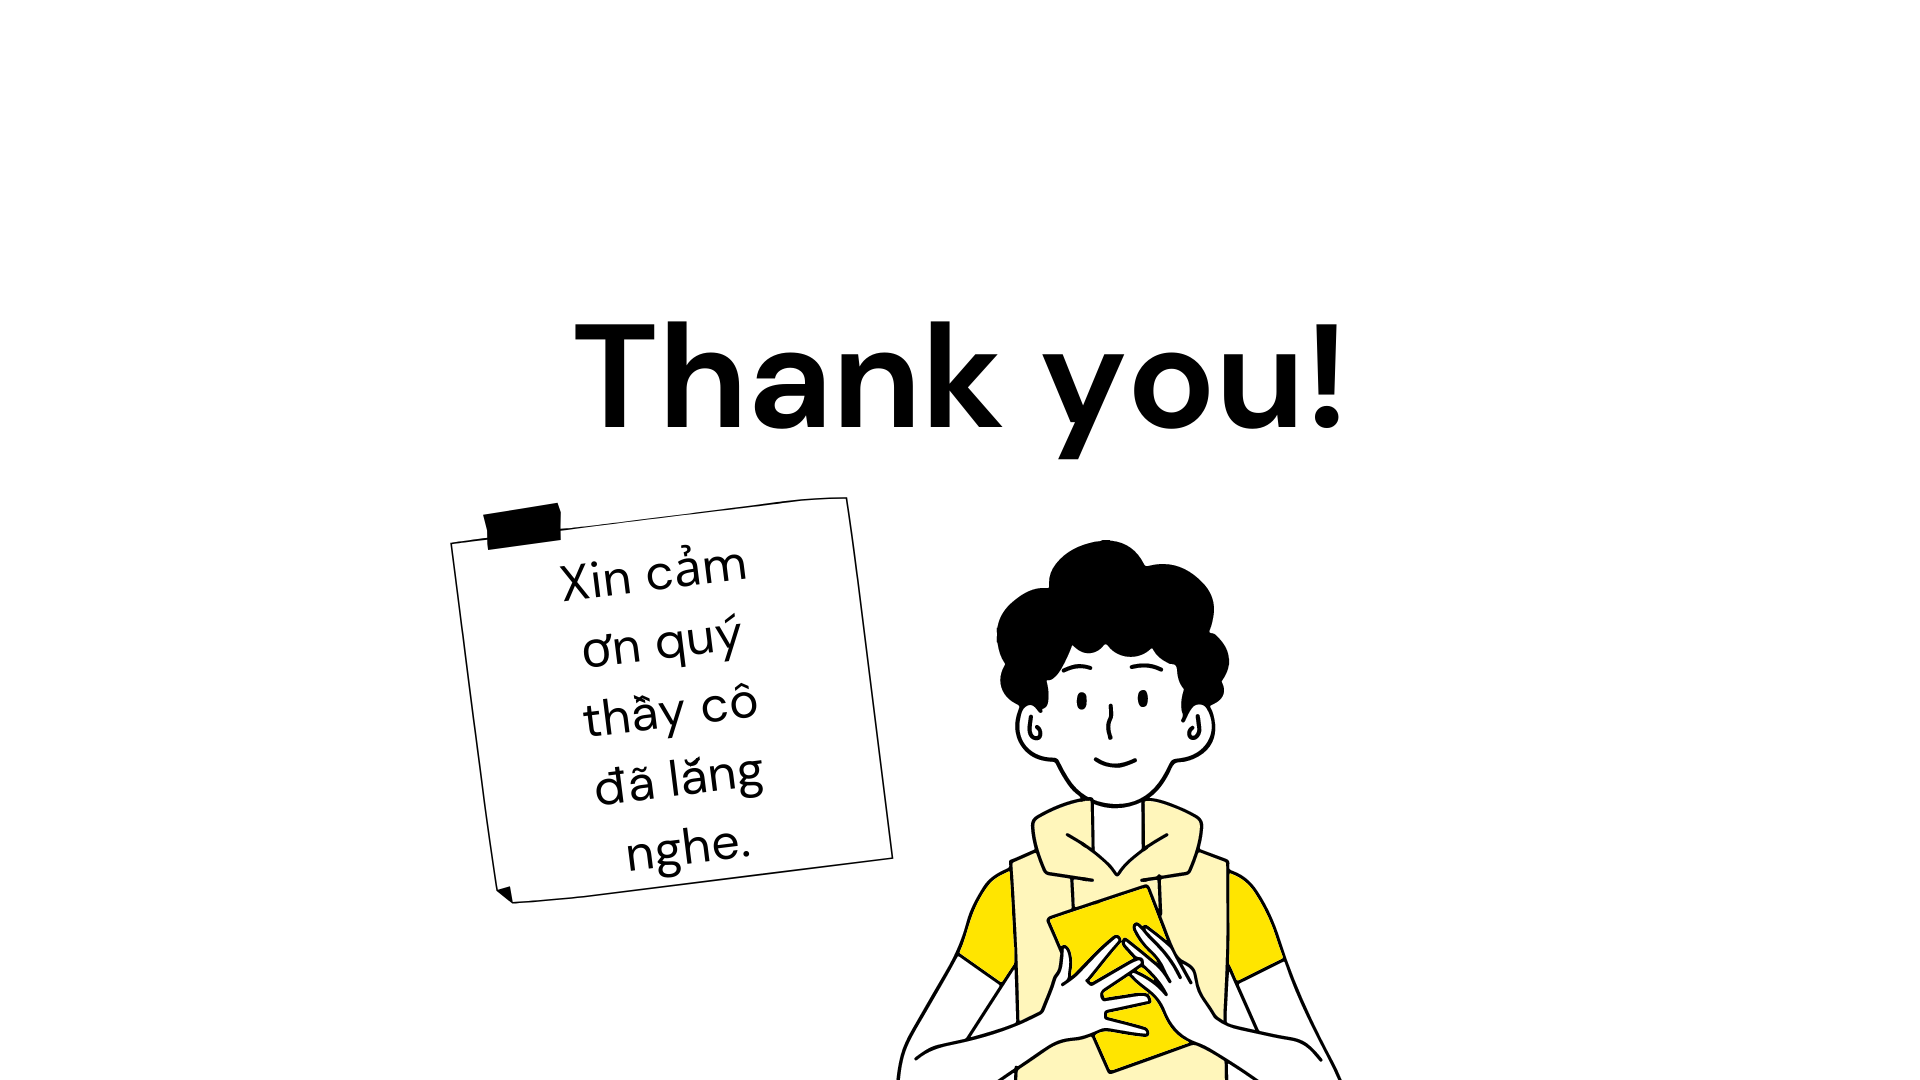 Thank you!
Xin cảm
ơn quý
thầy cô
đã lắng
nghe.